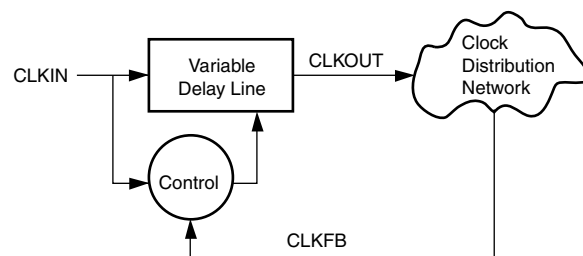 CLKIN
Variable
Delay Line
CLKOUT
Clock
Distribution
Network
Control
CLKFB